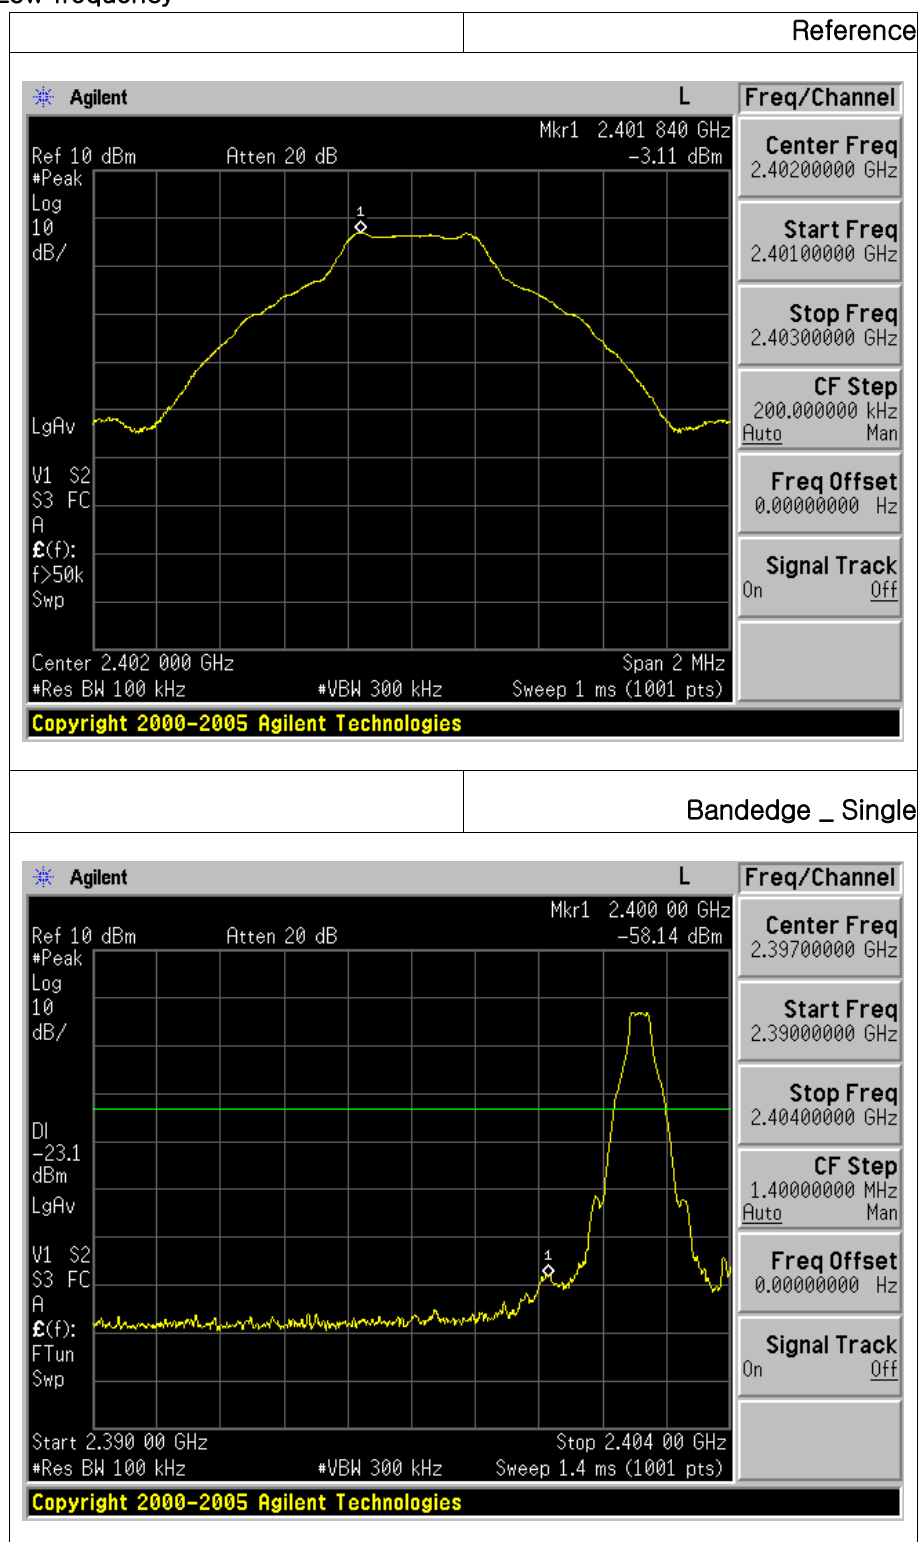 Low frequency
Reference
Agilent
L
Freq/Channel
Mkr1 2.401 840 GHz
Ref 10 dBm Atten 20 dB -3.11 dBm
#Peak
Log
10
dB/
1
LgAv
V1 S2
S3 FC
A
£(f):
f>50k
Swp
Center 2.402 000 GHz Span 2 MHz
#Res BW 100 kHz #VBW 300 kHz Sweep 1 ms (1001 pts)
Center Freq
2.40200000 GHz
Start Freq
2.40100000 GHz
Stop Freq
2.40300000 GHz
CF Step
200.000000 kHz
Auto Man
Freq Offset
0.00000000 Hz
Signal Track
On Off
Copyright 2000-2005 Agilent Technologies
Bandedge _ Single
Agilent
L
Freq/Channel
Mkr1 2.400 00 GHz
Ref 10 dBm Atten 20 dB -58.14 dBm
#Peak
Log
10
dB/
DI
-23.1
dBm
LgAv
1
V1 S2
S3 FC
A
£(f):
FTun
Swp
Start 2.390 00 GHz Stop 2.404 00 GHz
#Res BW 100 kHz #VBW 300 kHz Sweep 1.4 ms (1001 pts)
Center Freq
2.39700000 GHz
Start Freq
2.39000000 GHz
Stop Freq
2.40400000 GHz
CF Step
1.40000000 MHz
Auto Man
Freq Offset
0.00000000 Hz
Signal Track
On Off
Copyright 2000-2005 Agilent Technologies